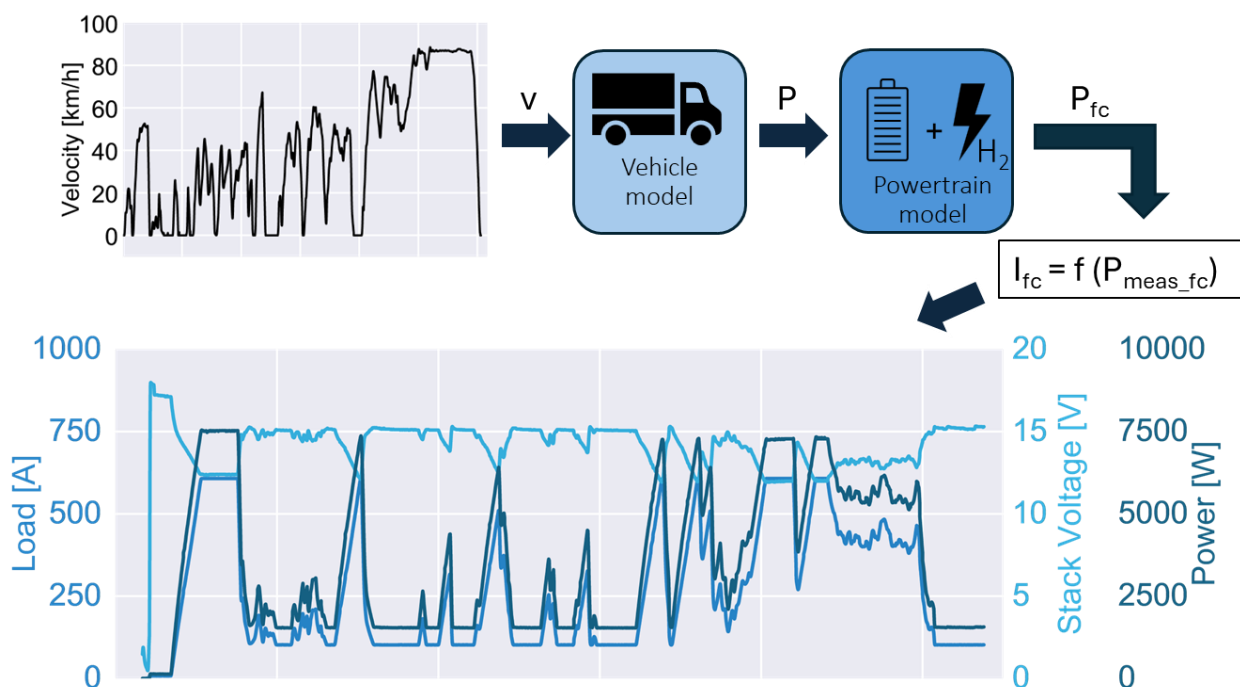 100
80
60
40
20
0
Velocity [km/h]
v
Vehicle
model
P
+
H2
Powertrain
model
Pfc
Ifc = f (Pmeas_fc)
1000
750
500
250
0
Load [A]
20
15
10
5
0
Stack Voltage [V]
10000
7500
5000
2500
0
Power [W]